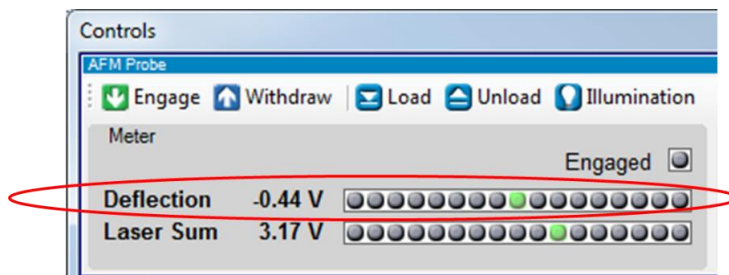 Controls
AFM Probe
Engage Withdraw Load Unload Illumination
Meter
Engaged
Deflection -0.44 V
Laser Sum 3.17 V